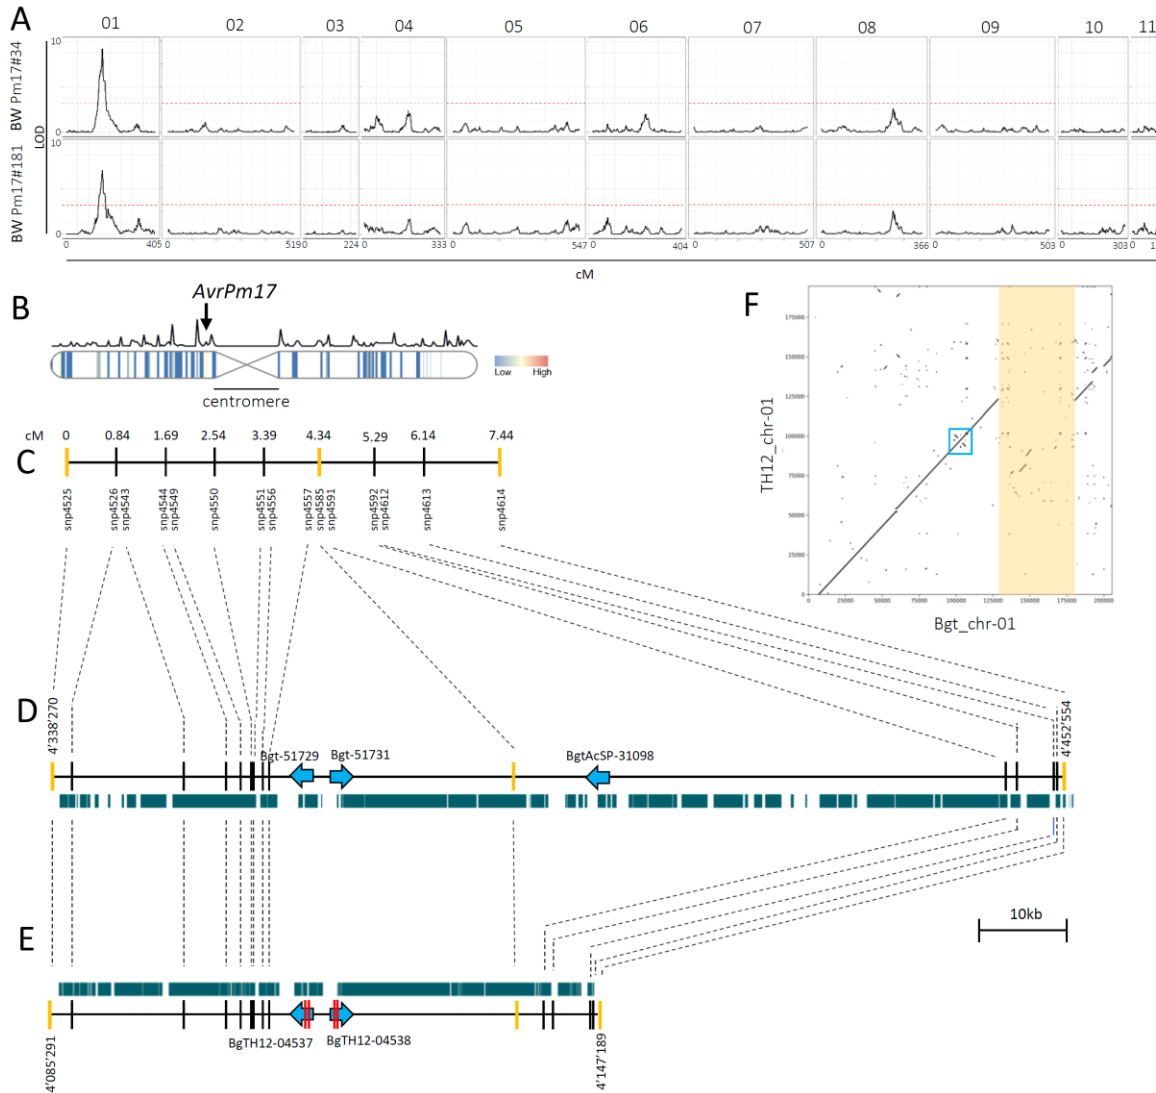 A
01 02 03 04 05 06 07 08 09 10 11
10
BW Pm17#34
0
LOD
10
BW Pm17#181
0
0 405 0 5190 224 0 333 0 547 0 404 0 507 0 366 0 503 0 303 0 1
cM
B
AvrPm17
Low High
centromere
cM 0 0.84 1.69 2.54 3.39 4.34 5.29 6.14 7.44
C
snp4525 snp4526 snp4543 snp4544 snp4549 snp4550 snp4551 snp4556 snp4557 snp4585 snp4591 snp4592 snp4612 snp4613 snp4614
F
TH12_chr-01
175000
150000
125000
100000
75000
50000
25000
0
0 25000 50000 75000 100000 125000 150000 175000 200000
Bgt_chr-01
D
4'338'270
Bgt-51729 Bgt-51731 BgtAcSP-31098
4'452'554
10kb
E
BgTH12-04537 BgTH12-04538
4'085'291
4'147'189